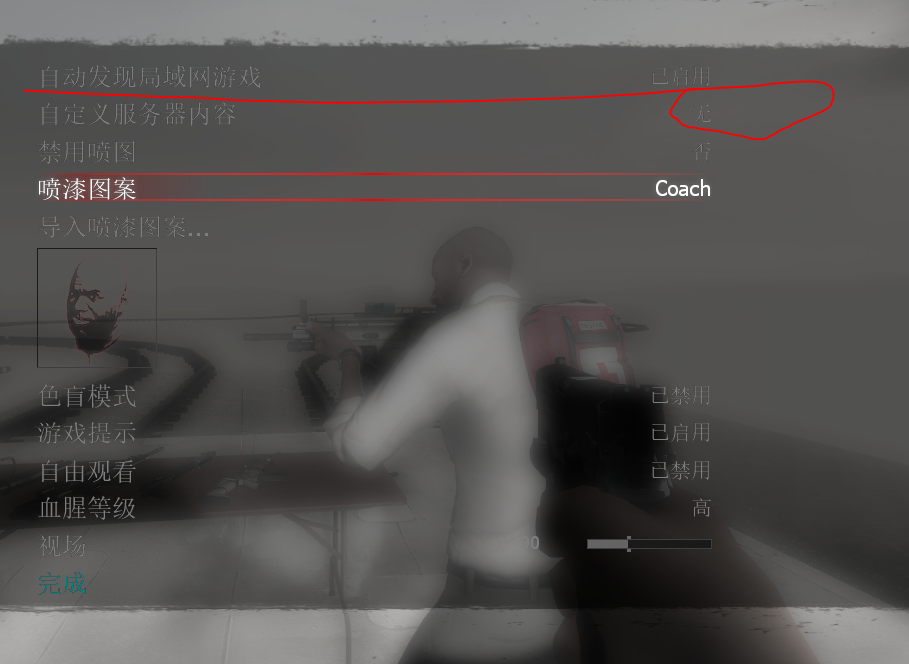 自动发现局域网游戏 已启用
自定义服务器内容 无
禁用喷图 否
喷漆图案 Coach
导入喷漆图案...
色盲模式 已禁用
游戏提示 已启用
自由观看 已禁用
血腥等级 高
视场
完成